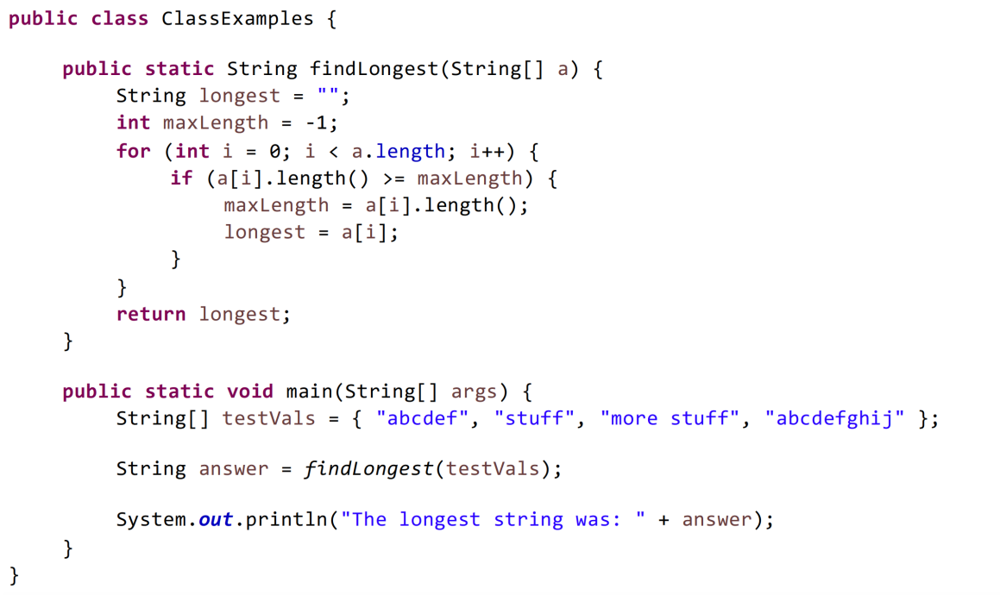 public class ClassExamples {
public static String findLongest(String[] a) {
String longest = "";
int maxLength = -1;
for (int i = 0; i < a.length; i++) {
if (a[i].length() >= maxLength) {
maxLength = a[i].length();
longest = a[i];
}
}
return longest;
}
public static void main(String[] args) {
String[] testVals = { "abcdef", "stuff", "more stuff", "abcdefghij" };
String answer = findLongest(testVals);
System.out.println("The longest string was: " + answer);
}
}